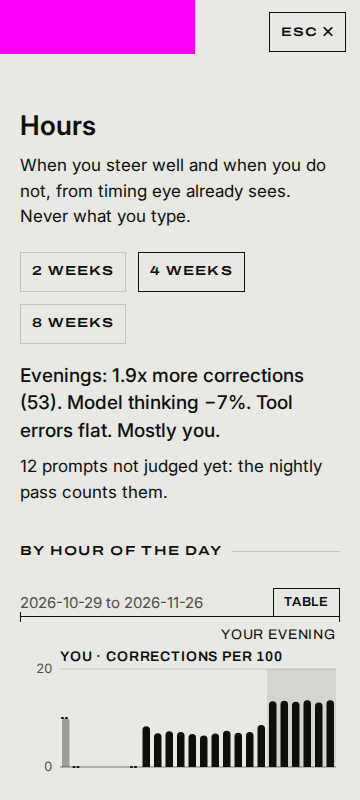 ESC ✕
Hours
When you steer well and when you do
not, from timing eye already sees.
Never what you type.
2 WEEKS
4 WEEKS
8 WEEKS
Evenings: 1.9x more corrections
(53). Model thinking −7%. Tool
errors flat. Mostly you.
12 prompts not judged yet: the nightly
pass counts them.
BY HOUR OF THE DAY
2026-10-29 to 2026-11-26
TABLE
YOUR EVENING
YOU · CORRECTIONS PER 100
20
0